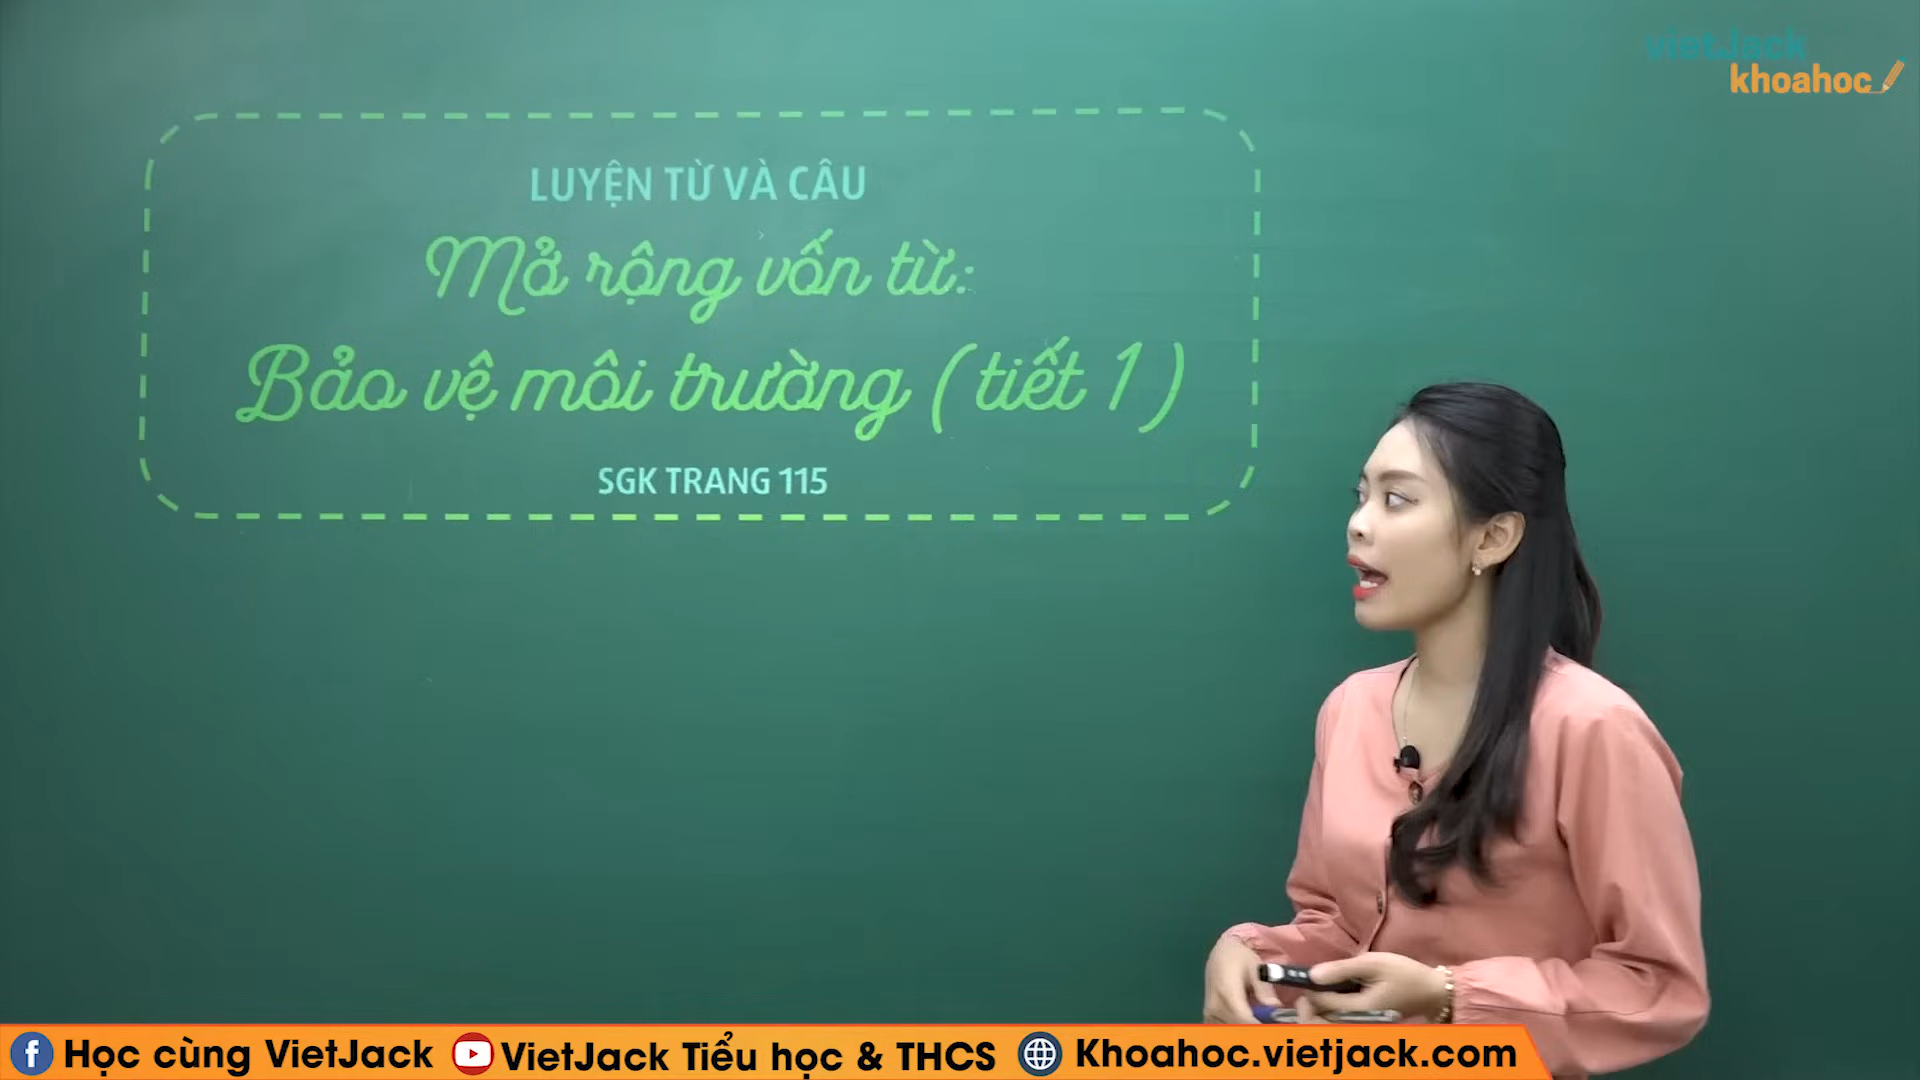 vietJack
khoahoc
LUYỆN TỪ VÀ CÂU
Mở rộng vốn từ:
Bảo vệ môi trường (tiết 1)
SGK TRANG 115
Học cùng VietJack
VietJack Tiểu học & THCS
Khoahoc.vietjack.com